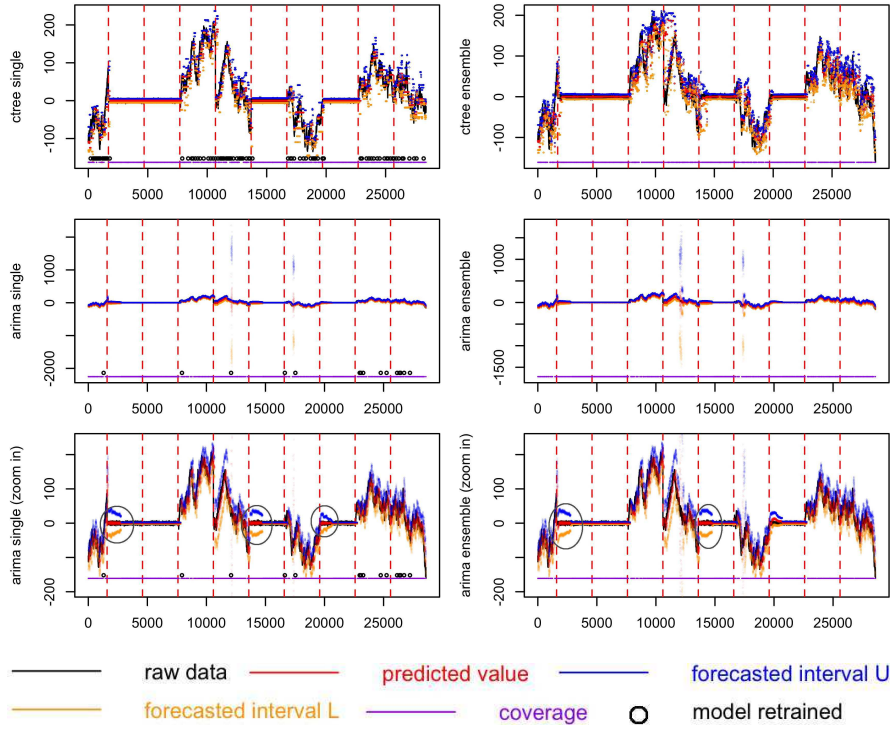 ctree single
200
100
0
-100
0 5000 10000 15000 20000 25000
ctree ensemble
200
100
0
-100
0 5000 10000 15000 20000 25000
arima single
1000
0
-2000
0 5000 10000 15000 20000 25000
arima ensemble
1000
0
-1500
0 5000 10000 15000 20000 25000
arima single (zoom in)
200
100
0
-200
0 5000 10000 15000 20000 25000
arima ensemble (zoom in)
200
100
0
-200
0 5000 10000 15000 20000 25000
raw data predicted value forecasted interval U
forecasted interval L coverage model retrained